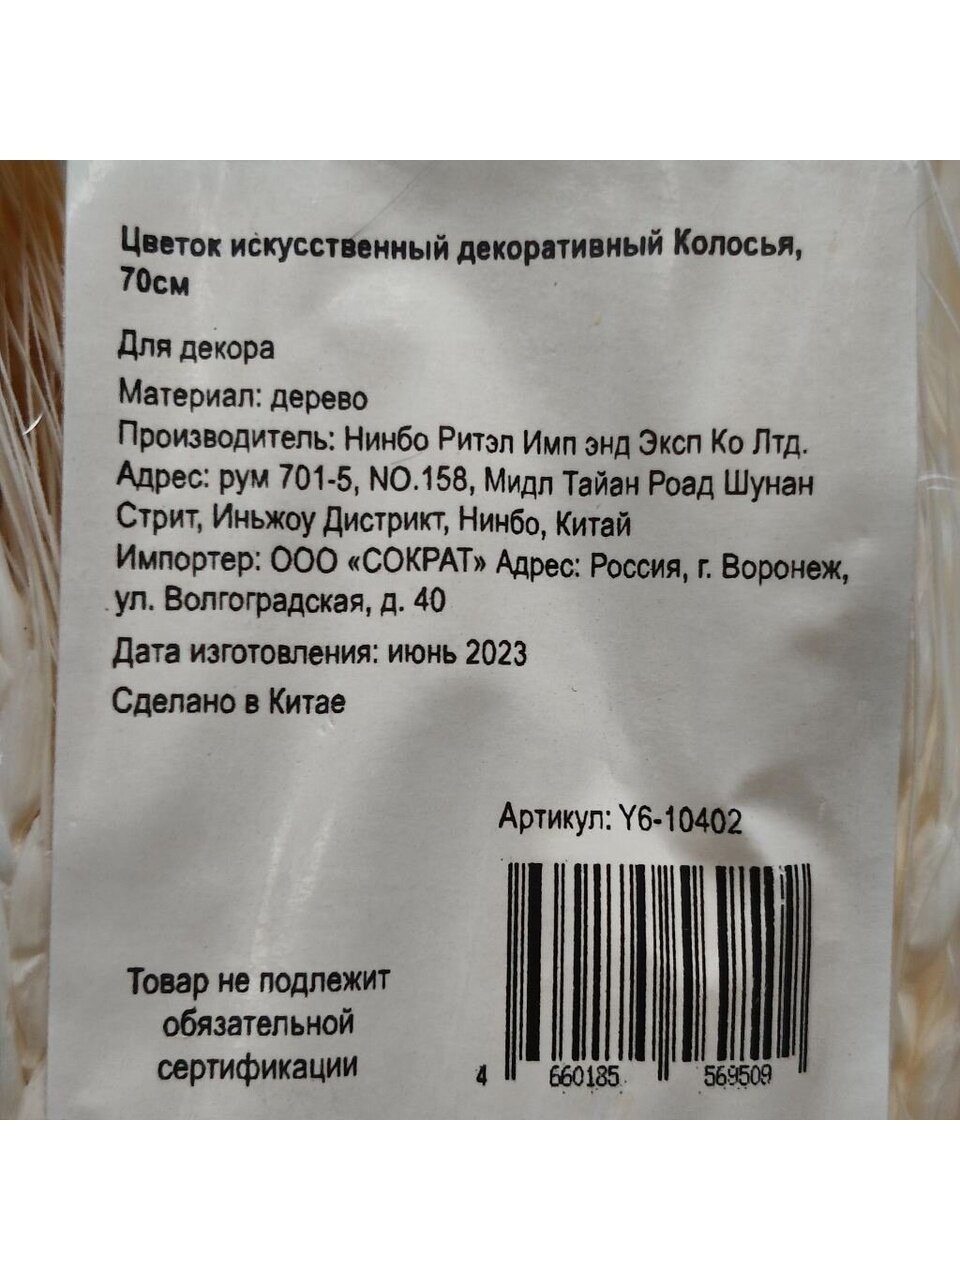 Цветок искусственный декоративный Колосья,
70см
Для декора
Материал: дерево
Производитель: Нинбо Ритэл Имп энд Эксп Ко Лтд.
Адрес: рум 701-5, NO.158, Мидл Тайан Роад Шунан
Стрит, Иньжоу Дистрикт, Нинбо, Китай
Импортер: ООО «СОКРАТ» Адрес: Россия, г. Воронеж,
ул. Волгоградская, д. 40
Дата изготовления: июнь 2023
Сделано в Китае
Артикул: Y6-10402
Товар не подлежит
обязательной
сертификации
4 660185 569509